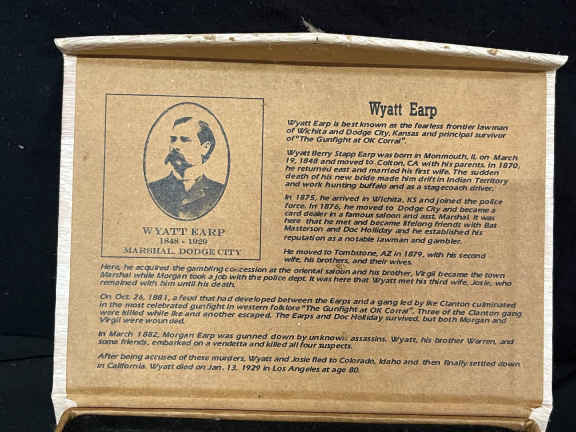 Wyatt Earp
Wyatt Earp is best known as the fearless frontier lawman
of Wichita and Dodge City, Kansas and principal survivor
of "The Gunfight at OK Corral".
Wyatt Berry Stapp Earp was born in Monmouth, IL on March
19, 1848 and moved to Colton, CA with his parents. In 1870,
he returned east and married his first wife. The sudden
death of his new bride made him drift in Indian Territory
and work hunting buffalo and as a stagecoach driver.
In 1875, he arrived in Wichita, KS and joined the police
force. In 1876, he moved to Dodge City and became a
card dealer in a famous saloon and asst. Marshal. It was
here that he met and became lifelong friends with Bat
Masterson and Doc Holliday and he established his
reputation as a notable lawman and gambler.
WYATT EARP
1848 - 1929
MARSHAL, DODGE CITY
He moved to Tombstone, AZ in 1879, with his second
wife, his brothers, and their wives.
Here, he acquired the gambling concession at the oriental saloon and his brother, Virgil became the town
Marshal while Morgan took a job with the police dept. It was here that Wyatt met his third wife, Josie, who
remained with him until his death.
On Oct. 26, 1881, a feud that had developed between the Earps and a gang led by Ike Clanton culminated
in the most celebrated gunfight in western folklore "The Gunfight at OK Corral". Three of the Clanton gang
were killed while Ike and another escaped. The Earps and Doc Holiday survived, but both Morgan and
Virgil were wounded.
In March 1882, Morgan Earp was gunned down by unknown assassins. Wyatt, his brother Warren, and
some friends, embarked on a vendetta and killed all four suspects.
After being accused of these murders, Wyatt and Josie fled to Colorado, Idaho and then finally settled down
in California. Wyatt died on Jan. 13, 1929 in Los Angeles at age 80.